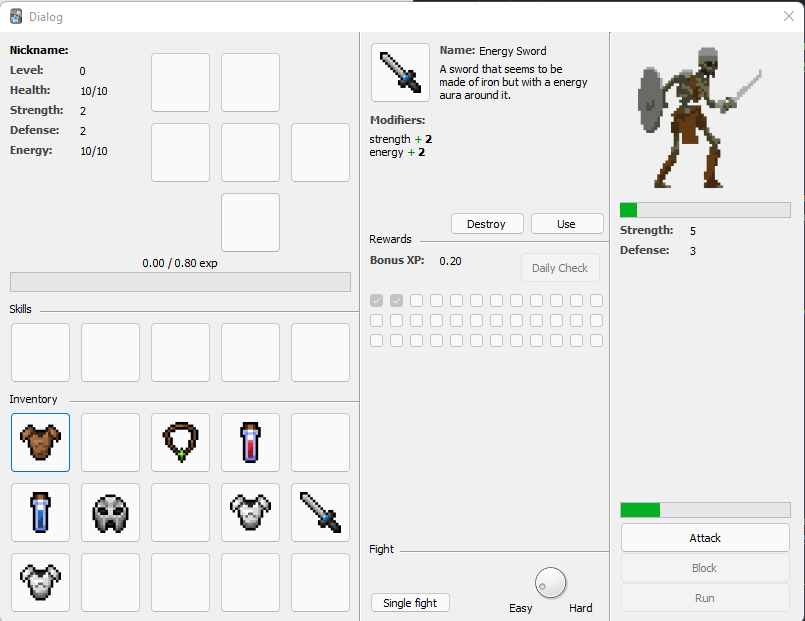 Dialog
Nickname:
Level: 0
Health: 10/10
Strength: 2
Defense: 2
Energy: 10/10
0.00 / 0.80 exp
Skills
Inventory
Name: Energy Sword
A sword that seems to be
made of iron but with a energy
aura around it.
Modifiers:
strength + 2
energy + 2
Destroy
Use
Rewards
Bonus XP: 0.20
Daily Check
Fight
Single fight
Easy
Hard
Strength: 5
Defense: 3
Attack
Block
Run